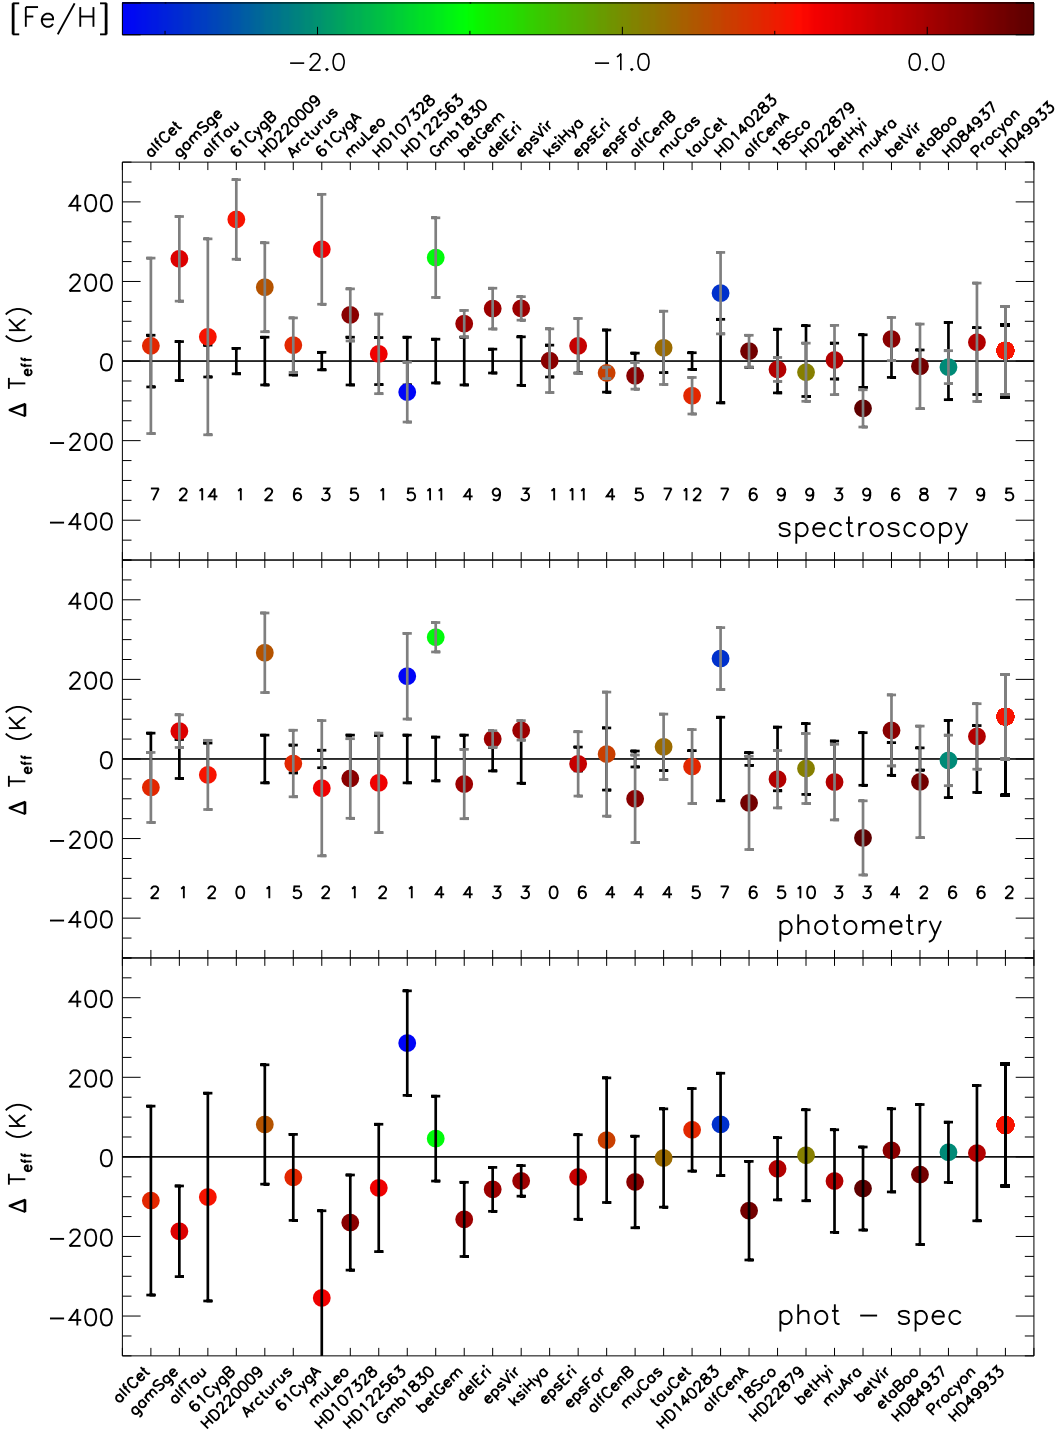 [Fe/H]
-2.0 -1.0 0.0
alfCet gamSge alfTau 61CygB HD220009 Arcturus 61CygA muLeo HD107328 HD122563 Gmb1830 betGem delEri epsVir ksiHya epsEri epsFor alfCenB muCas tauCet HD140283 alfCenA 18Sco HD22879 betHyi muAra betVir etaBoo HD84937 Procyon HD49933
400
200
0
-200
-400
Δ Teff (K)
7 2 14 1 2 6 3 5 1 5 11 4 9 3 1 11 4 5 7 12 7 6 9 9 3 9 6 8 7 9 5
spectroscopy
400
200
0
-200
-400
Δ Teff (K)
2 1 2 0 1 5 2 1 2 1 4 4 3 3 0 6 4 4 4 5 7 6 5 10 3 3 4 2 6 6 2
photometry
400
200
0
-200
-400
Δ Teff (K)
phot - spec
alfCet gamSge alfTau 61CygB HD220009 Arcturus 61CygA muLeo HD107328 HD122563 Gmb1830 betGem delEri epsVir ksiHya epsEri epsFor alfCenB muCas tauCet HD140283 alfCenA 18Sco HD22879 betHyi muAra betVir etaBoo HD84937 Procyon HD49933